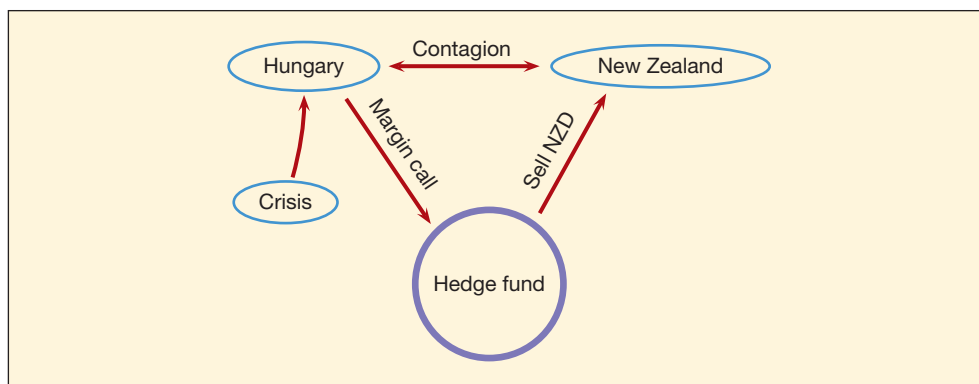 Contagion
Hungary
New Zealand
Margin call
Sell NZD
Crisis
Hedge fund